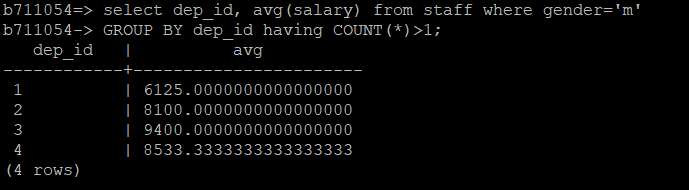 b711054=> select dep_id, avg(salary) from staff where gender='m'
b711054-> GROUP BY dep_id having COUNT(*)>1;
   dep_id   |          avg
------------+-----------------------
 1          | 6125.0000000000000000
 2          | 8100.0000000000000000
 3          | 9400.0000000000000000
 4          | 8533.3333333333333333
(4 rows)